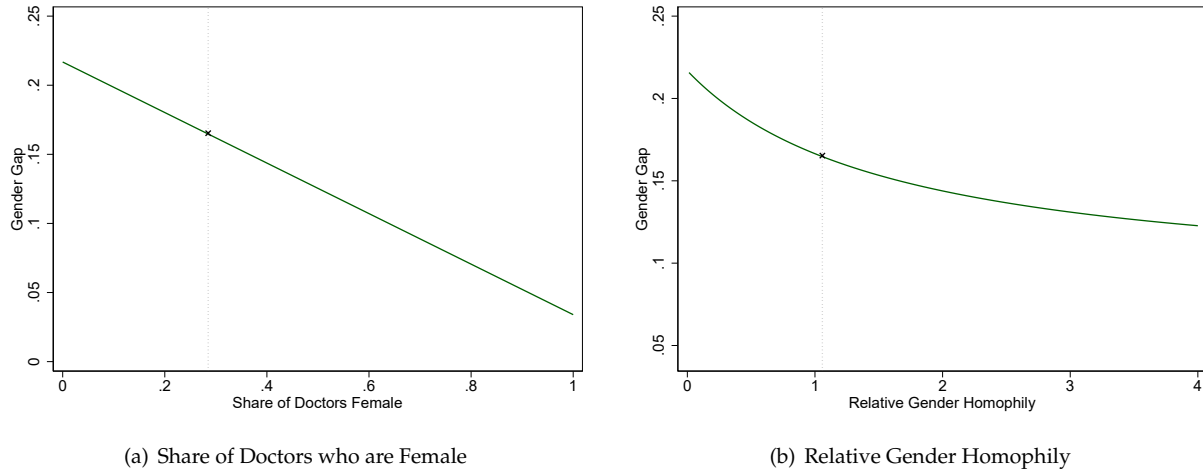 .25
.2
.15
.1
.05
0
Gender Gap
0 .2 .4 .6 .8 1
Share of Doctors Female
(a) Share of Doctors who are Female
.25
.2
.15
.1
.05
Gender Gap
0 1 2 3 4
Relative Gender Homophily
(b) Relative Gender Homophily